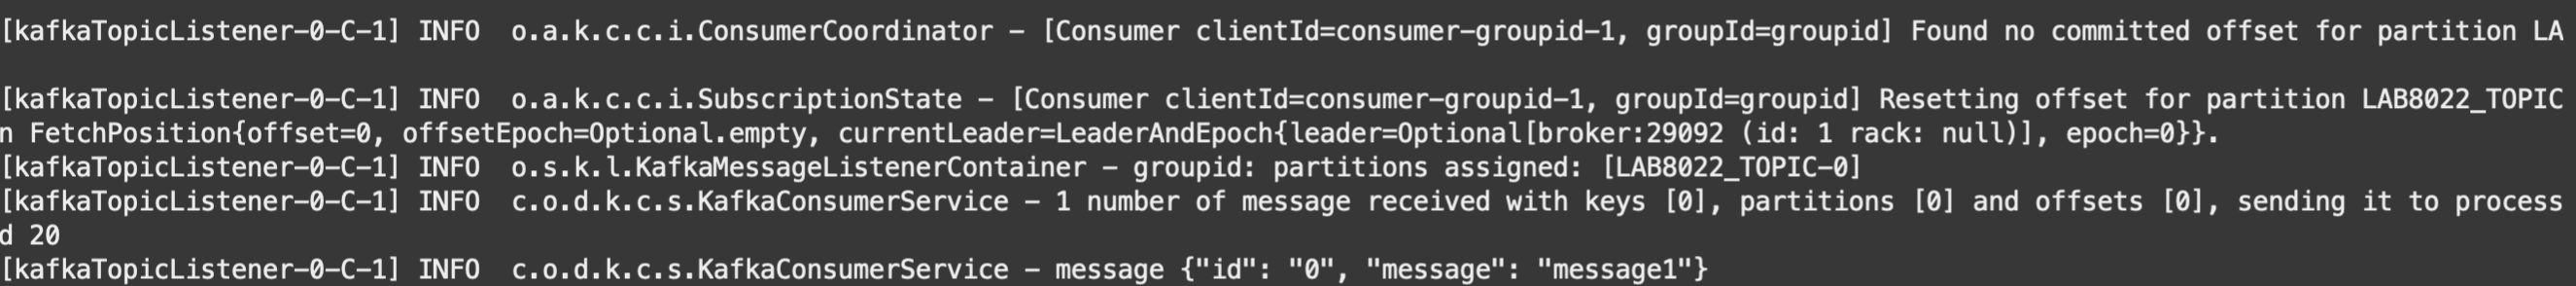 [kafkaTopicListener-0-C-1] INFO  o.a.k.c.c.i.ConsumerCoordinator - [Consumer clientId=consumer-groupid-1, groupId=groupid] Found no committed offset for partition LA
[kafkaTopicListener-0-C-1] INFO  o.a.k.c.c.i.SubscriptionState - [Consumer clientId=consumer-groupid-1, groupId=groupid] Resetting offset for partition LAB8022_TOPIC
n FetchPosition{offset=0, offsetEpoch=Optional.empty, currentLeader=LeaderAndEpoch{leader=Optional[broker:29092 (id: 1 rack: null)], epoch=0}}.
[kafkaTopicListener-0-C-1] INFO  o.s.k.l.KafkaMessageListenerContainer - groupid: partitions assigned: [LAB8022_TOPIC-0]
[kafkaTopicListener-0-C-1] INFO  c.o.d.k.c.s.KafkaConsumerService - 1 number of message received with keys [0], partitions [0] and offsets [0], sending it to process
d 20
[kafkaTopicListener-0-C-1] INFO  c.o.d.k.c.s.KafkaConsumerService - message {"id": "0", "message": "message1"}